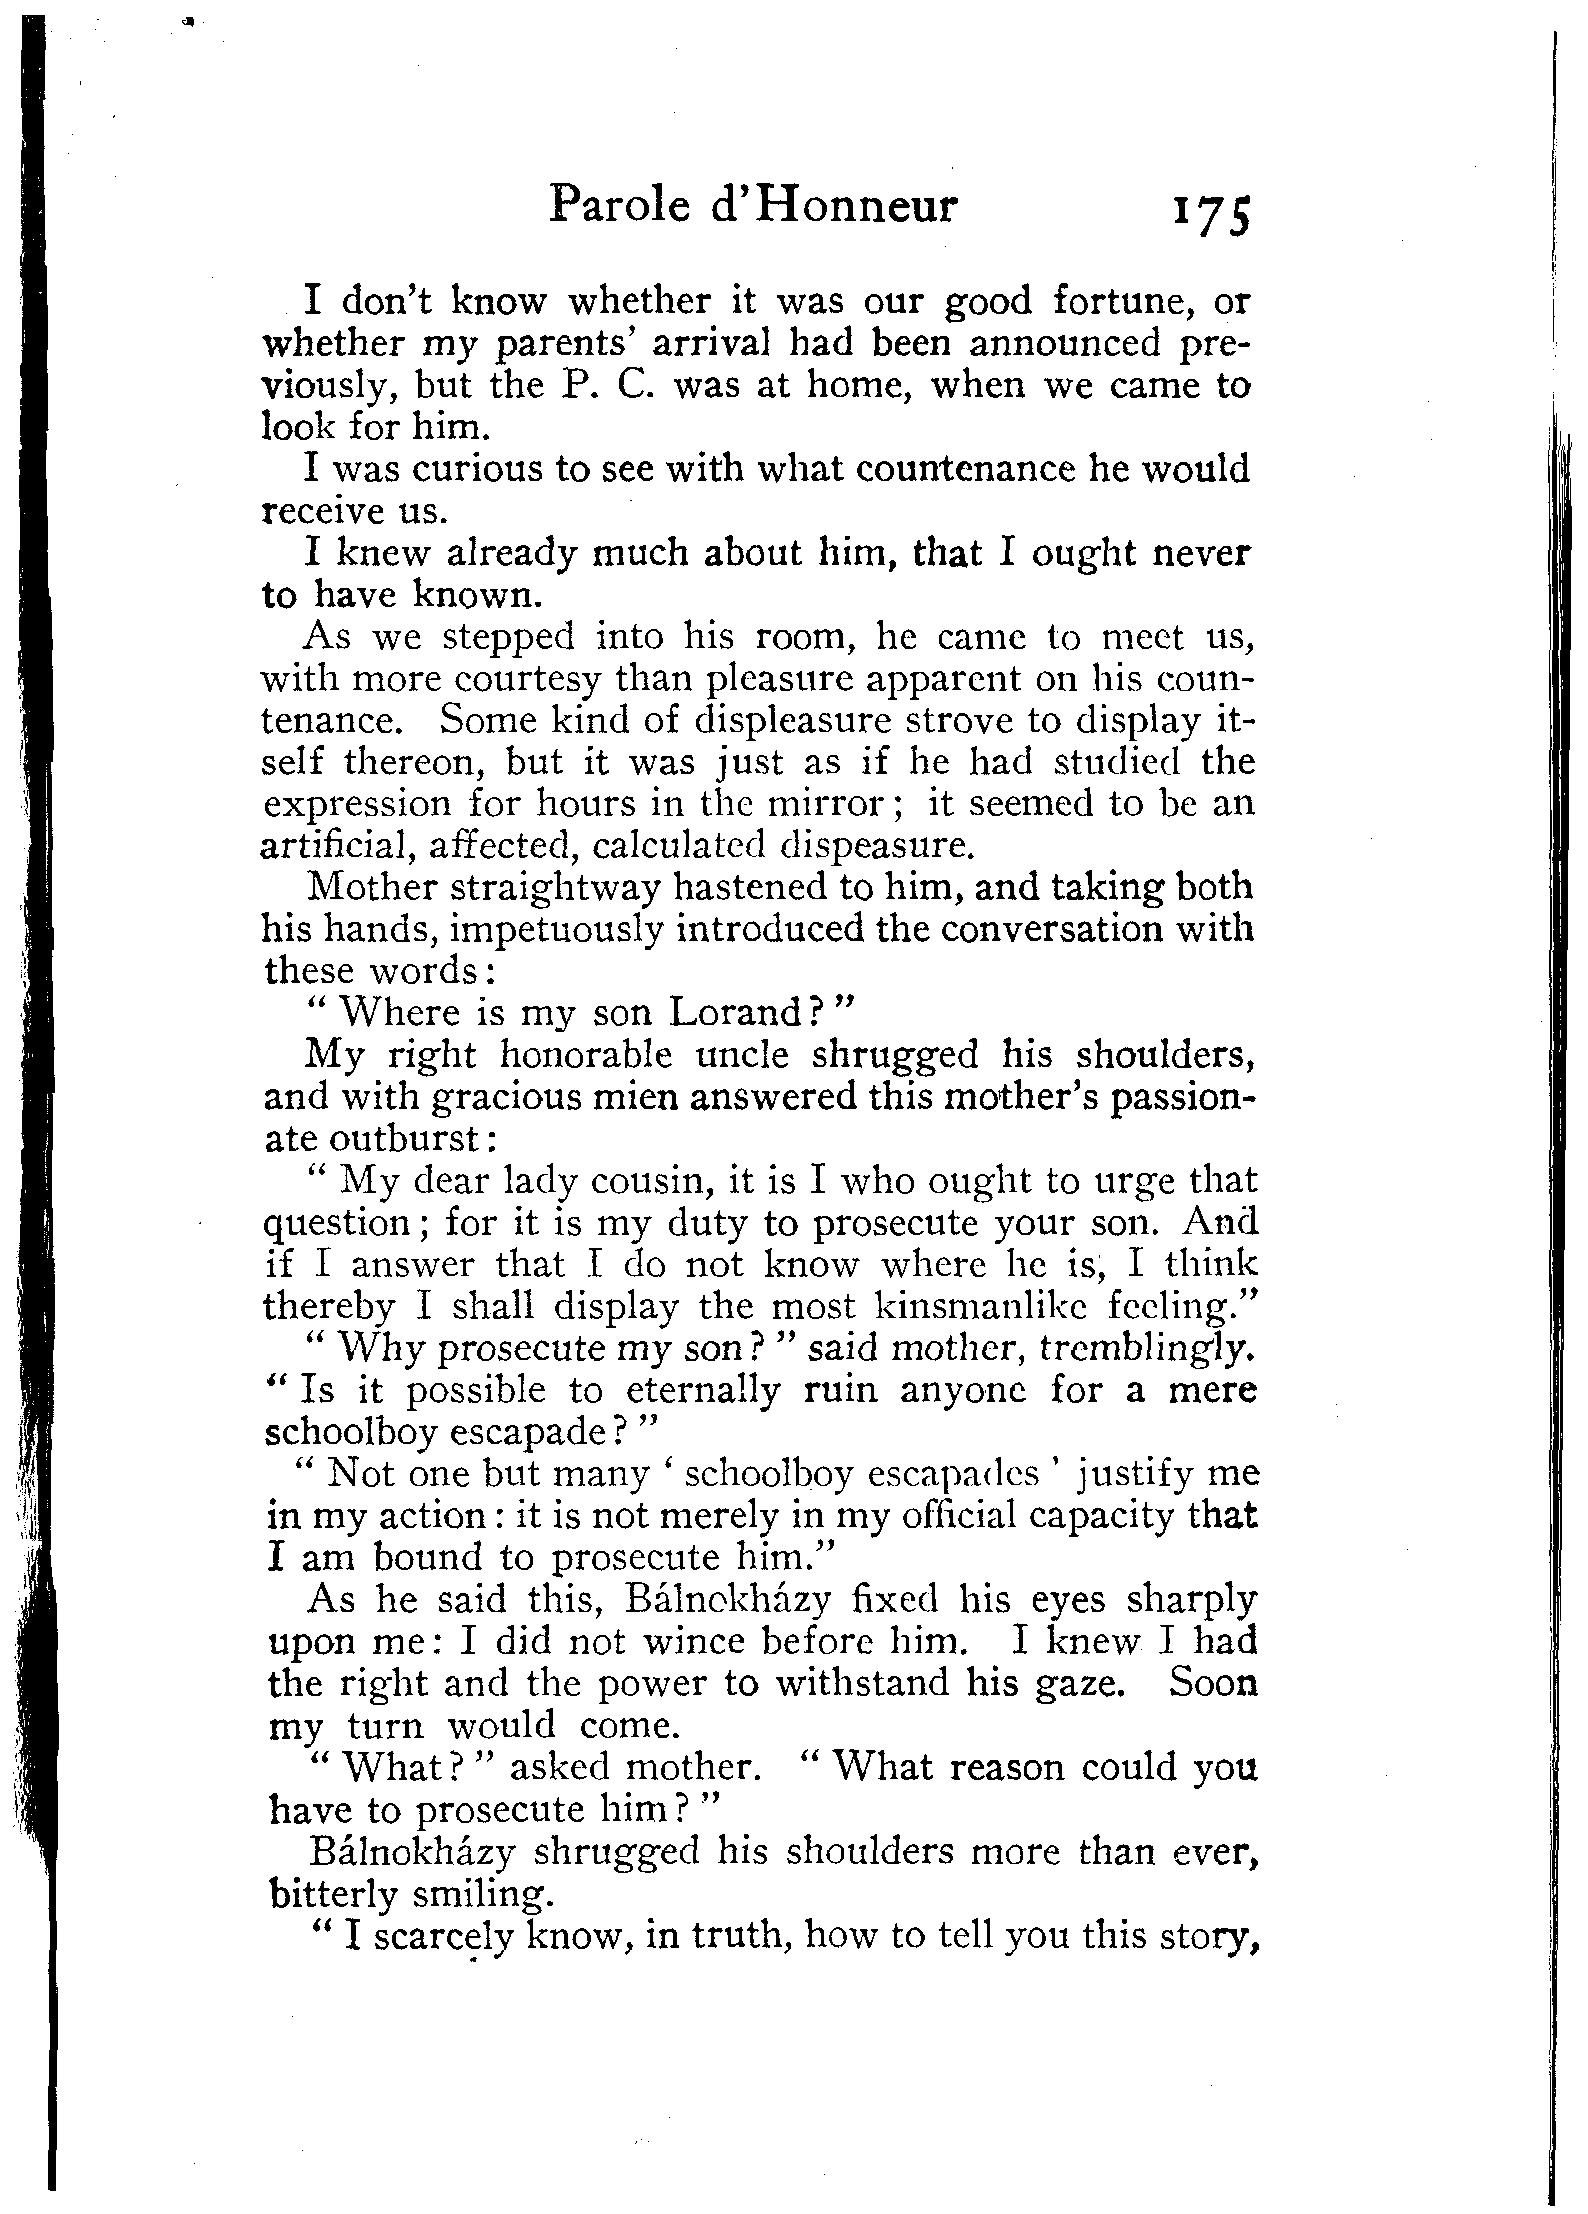 Parole d'Honneur 175
I don't know whether it was our good fortune, or
whether my parents' arrival had been announced pre-
viously, but the P. C. was at home, when we came to
look for him.
I was curious to see with what countenance he would
receive us.
I knew already much about him, that I ought never
to have known.
As we stepped into his room, he came to meet us,
with more courtesy than pleasure apparent on his coun-
tenance. Some kind of displeasure strove to display it-
self thereon, but it was just as if he had studied the
expression for hours in the mirror; it seemed to be an
artificial, affected, calculated dispeasure.
Mother straightway hastened to him, and taking both
his hands, impetuously introduced the conversation with
these words:
"Where is my son Lorand?"
My right honorable uncle shrugged his shoulders,
and with gracious mien answered this mother's passion-
ate outburst:
"My dear lady cousin, it is I who ought to urge that
question; for it is my duty to prosecute your son. And
if I answer that I do not know where he is, I think
thereby I shall display the most kinsmanlike feeling."
"Why prosecute my son?" said mother, tremblingly.
"Is it possible to eternally ruin anyone for a mere
schoolboy escapade?"
"Not one but many 'schoolboy escapades' justify me
in my action: it is not merely in my official capacity that
I am bound to prosecute him."
As he said this, Bálnokházy fixed his eyes sharply
upon me: I did not wince before him. I knew I had
the right and the power to withstand his gaze. Soon
my turn would come.
"What?" asked mother. "What reason could you
have to prosecute him?"
Bálnokházy shrugged his shoulders more than ever,
bitterly smiling.
"I scarcely know, in truth, how to tell you this story,